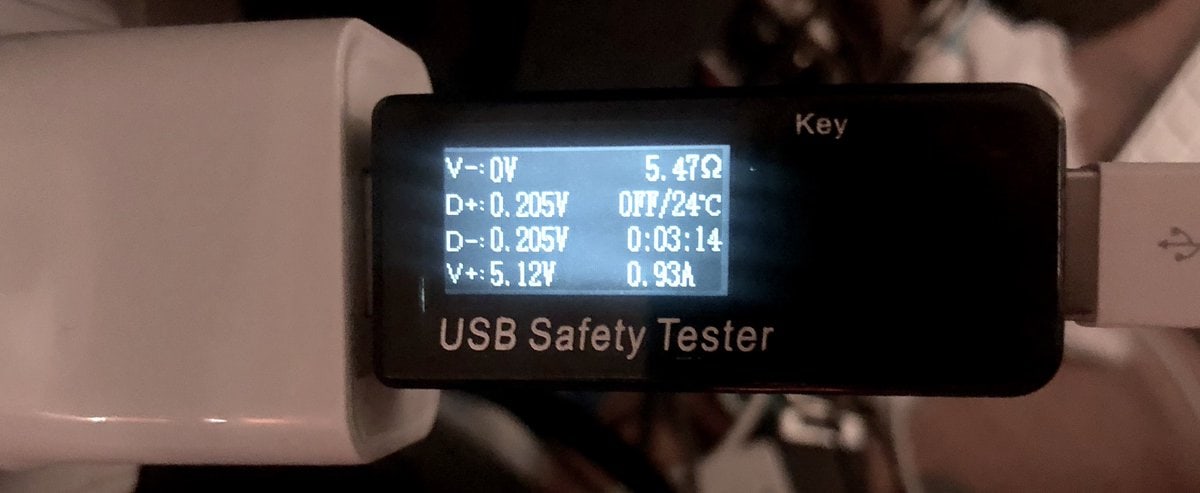 Key
V-: 0V 5.47Ω
D+: 0.205V OFF/24℃
D-: 0.205V 0:03:14
V+: 5.12V 0.93A
USB Safety Tester